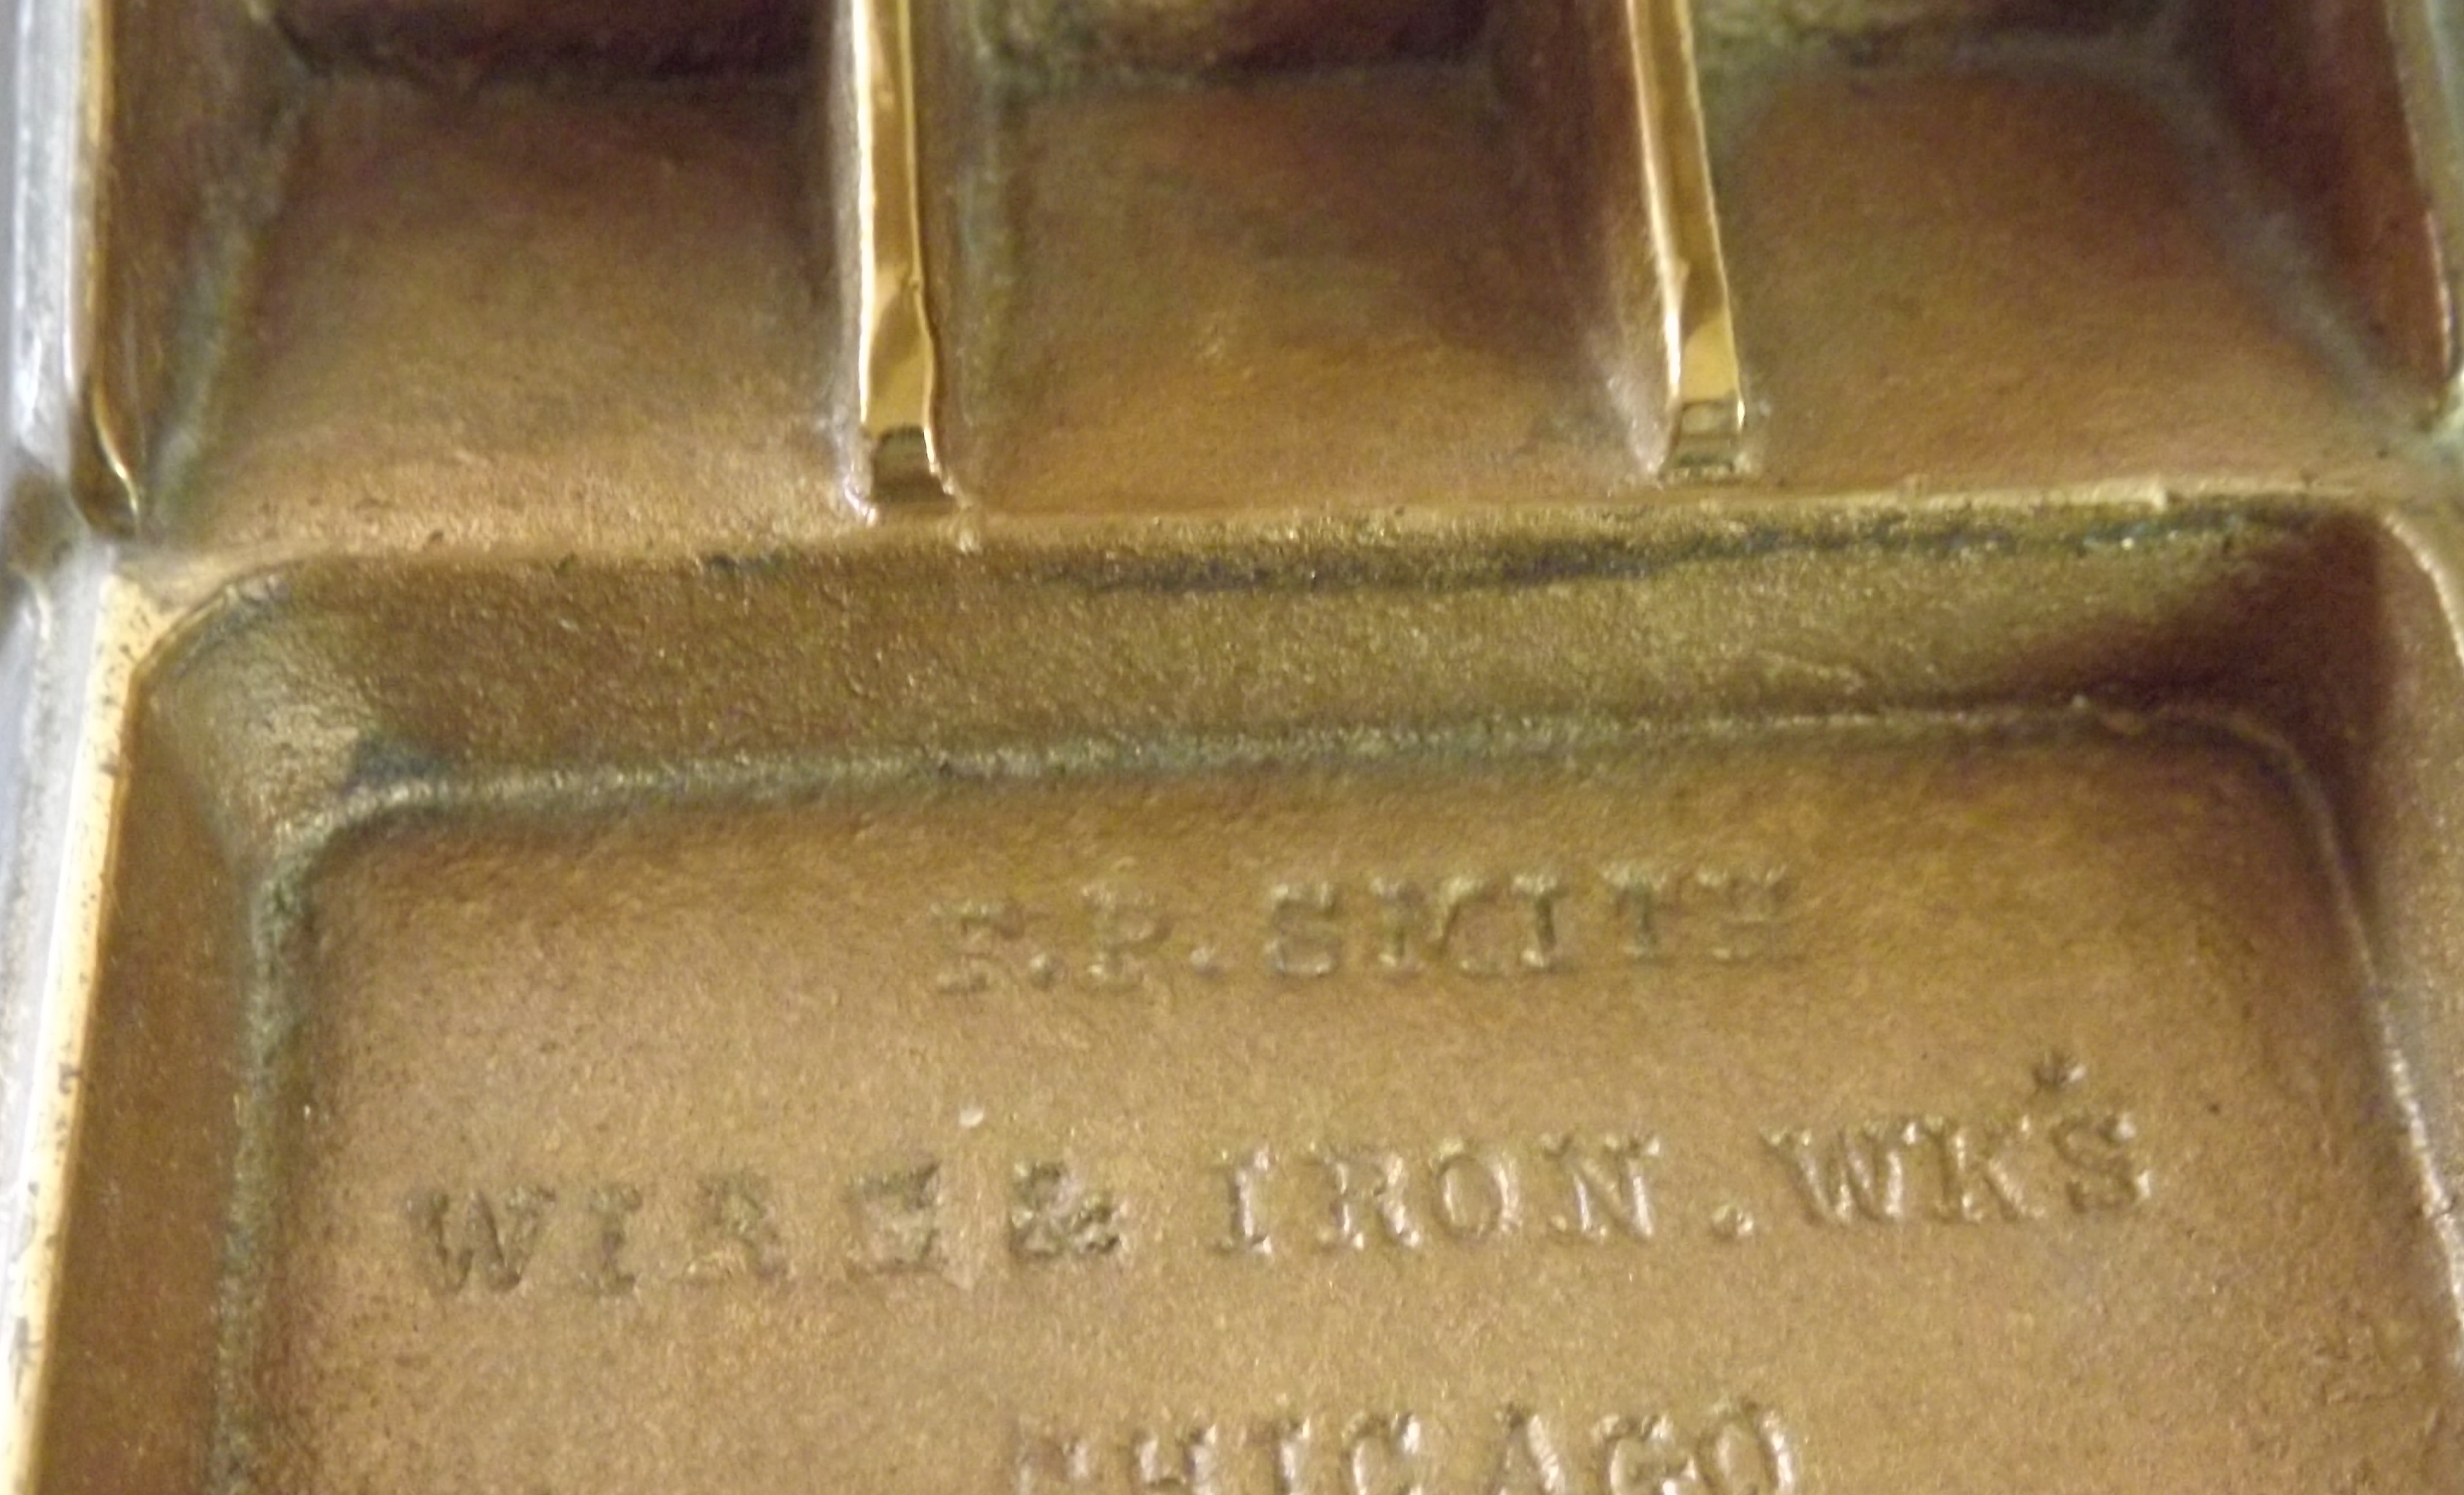 F.P. SMITH
WIRE & IRON. WKS
CHICAGO